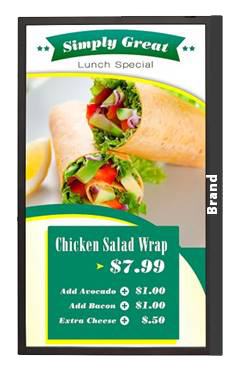 Simply Great
Lunch Special
Brand
Chicken Salad Wrap
$7.99
Add Avocado + $1.00
Add Bacon + $1.00
Extra Cheese + $.50